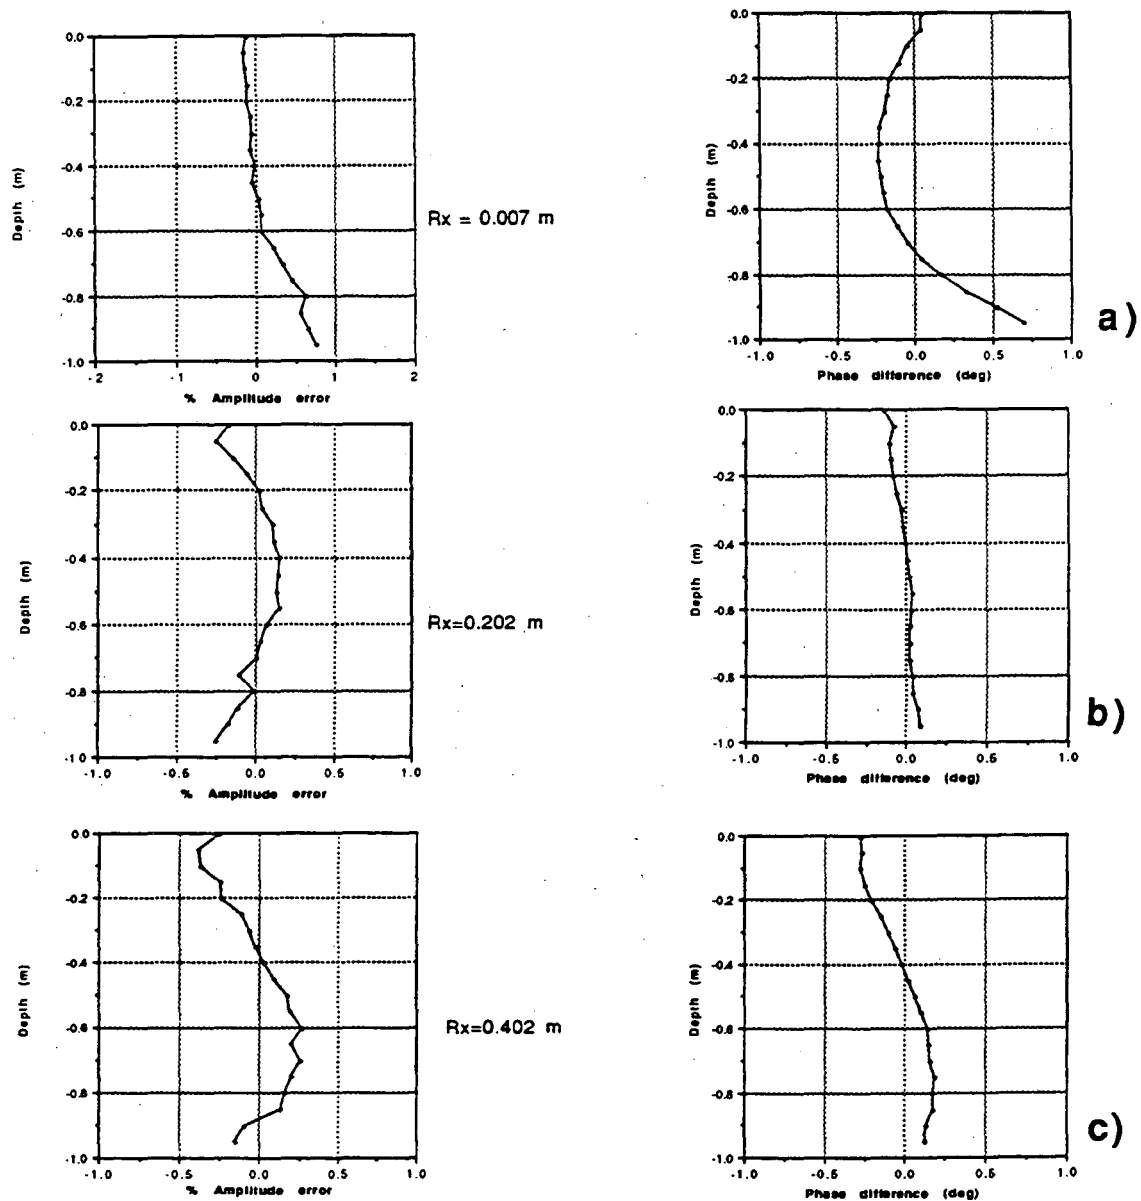 0.0
-0.2
-0.4
-0.6
-0.8
-1.0
-2 -1 0 1 2
Depth (m)
% Amplitude error
Rx = 0.007 m
0.0
-0.2
-0.4
-0.6
-0.8
-1.0
-1.0 -0.5 0.0 0.5 1.0
Depth (m)
Phase difference (deg)
a)
0.0
-0.2
-0.4
-0.6
-0.8
-1.0
-1.0 -0.5 0.0 0.5 1.0
Depth (m)
% Amplitude error
Rx=0.202 m
0.0
-0.2
-0.4
-0.6
-0.8
-1.0
-1.0 -0.5 0.0 0.5 1.0
Depth (m)
Phase difference (deg)
b)
0.0
-0.2
-0.4
-0.6
-0.8
-1.0
-1.0 -0.5 0.0 0.5 1.0
Depth (m)
% Amplitude error
Rx=0.402 m
0.0
-0.2
-0.4
-0.6
-0.8
-1.0
-1.0 -0.5 0.0 0.5 1.0
Depth (m)
Phase difference (deg)
c)